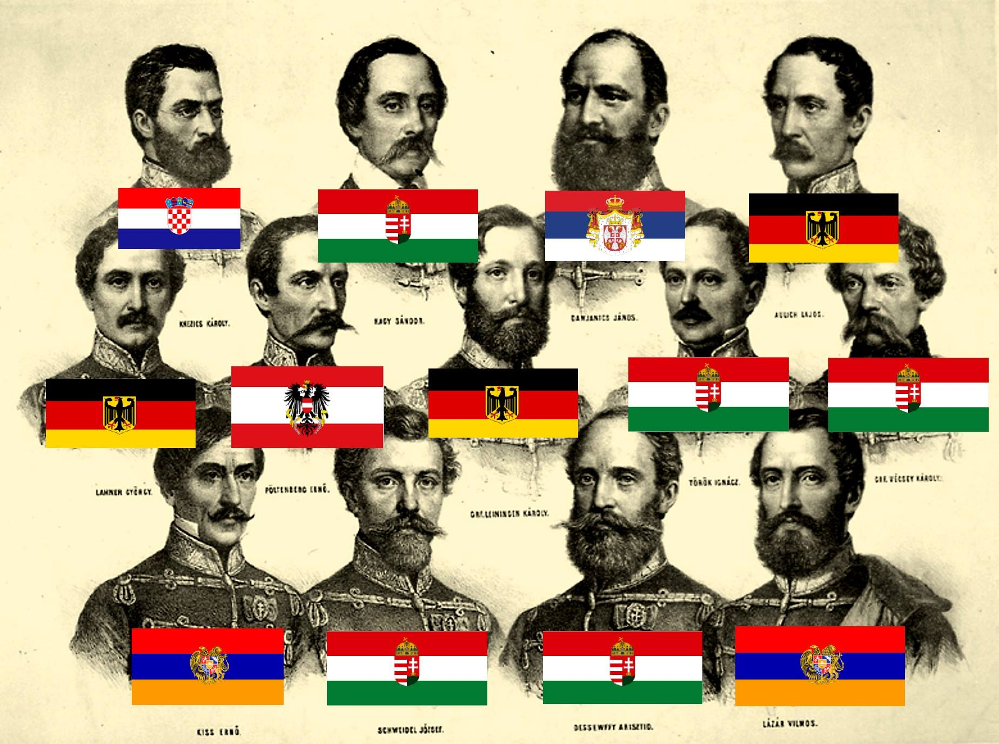 KNEZICS KÁROLY.
NAGY SÁNDOR.
DAMJANICS JÁNOS.
AULICH LAJOS.
LAHNER GYÖRGY.
PÖLTENBERG ERNŐ.
GRF. LEININGEN KÁROLY.
TÖRÖK IGNÁCZ.
GRF. VÉCSEY KÁROLY.
KISS ERNŐ.
SCHWEIDEL JÓZSEF.
DESSEWFFY ARISZTID.
LÁZÁR VILMOS.